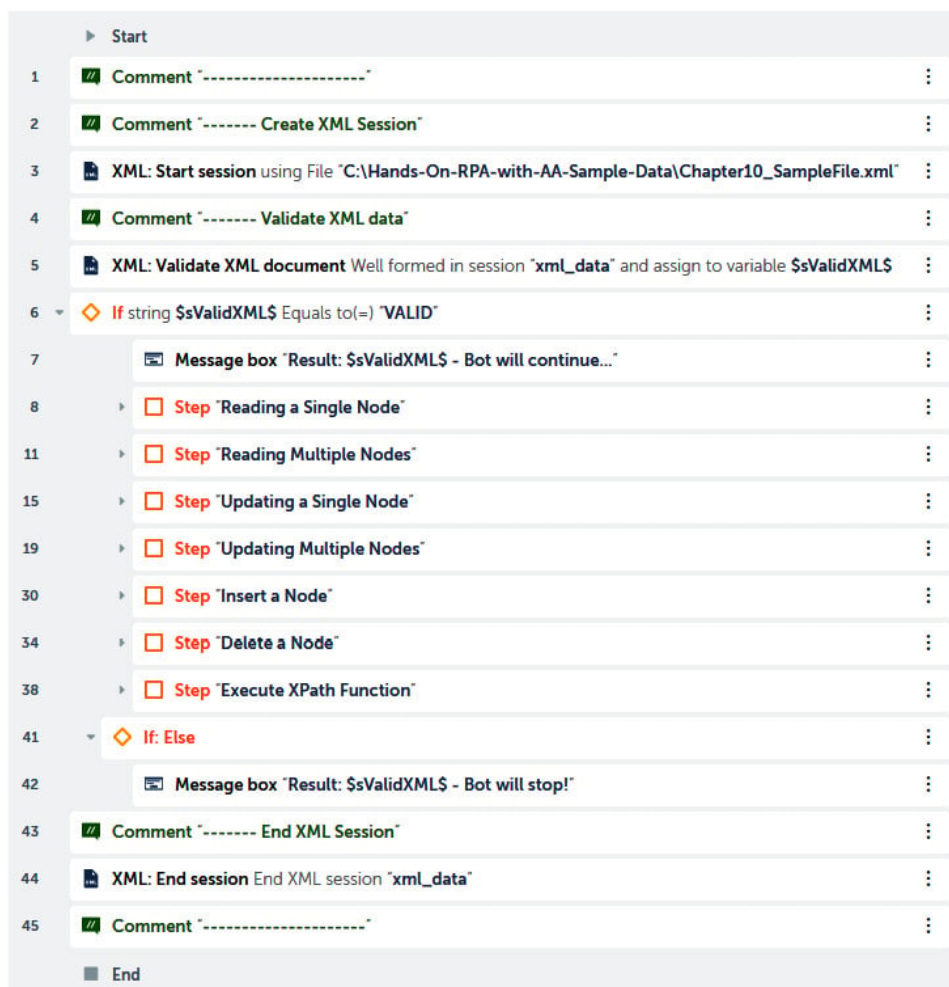 Start
1 Comment "---------------------"
2 Comment "------- Create XML Session"
3 XML: Start session using File "C:\Hands-On-RPA-with-AA-Sample-Data\Chapter10_SampleFile.xml"
4 Comment "------- Validate XML data"
5 XML: Validate XML document Well formed in session "xml_data" and assign to variable $sValidXML$
6 If string $sValidXML$ Equals to(=) "VALID"
7 Message box "Result: $sValidXML$ - Bot will continue..."
8 Step "Reading a Single Node"
11 Step "Reading Multiple Nodes"
15 Step "Updating a Single Node"
19 Step "Updating Multiple Nodes"
30 Step "Insert a Node"
34 Step "Delete a Node"
38 Step "Execute XPath Function"
41 If: Else
42 Message box "Result: $sValidXML$ - Bot will stop!"
43 Comment "------- End XML Session"
44 XML: End session End XML session "xml_data"
45 Comment "---------------------"
End